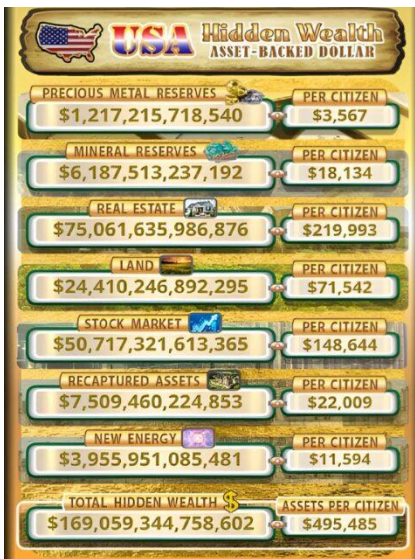 USA Hidden Wealth
ASSET-BACKED DOLLAR
PRECIOUS METAL RESERVES
PER CITIZEN
$1,217,215,718,540
$3,567
MINERAL RESERVES
PER CITIZEN
$6,187,513,237,192
$18,134
REAL ESTATE
PER CITIZEN
$75,061,635,986,876
$219,993
LAND
PER CITIZEN
$24,410,246,892,295
$71,542
STOCK MARKET
PER CITIZEN
$50,717,321,613,365
$148,644
RECAPTURED ASSETS
PER CITIZEN
$7,509,460,224,853
$22,009
NEW ENERGY
PER CITIZEN
$3,955,951,085,481
$11,594
TOTAL HIDDEN WEALTH
ASSETS PER CITIZEN
$169,059,344,758,602
$495,485